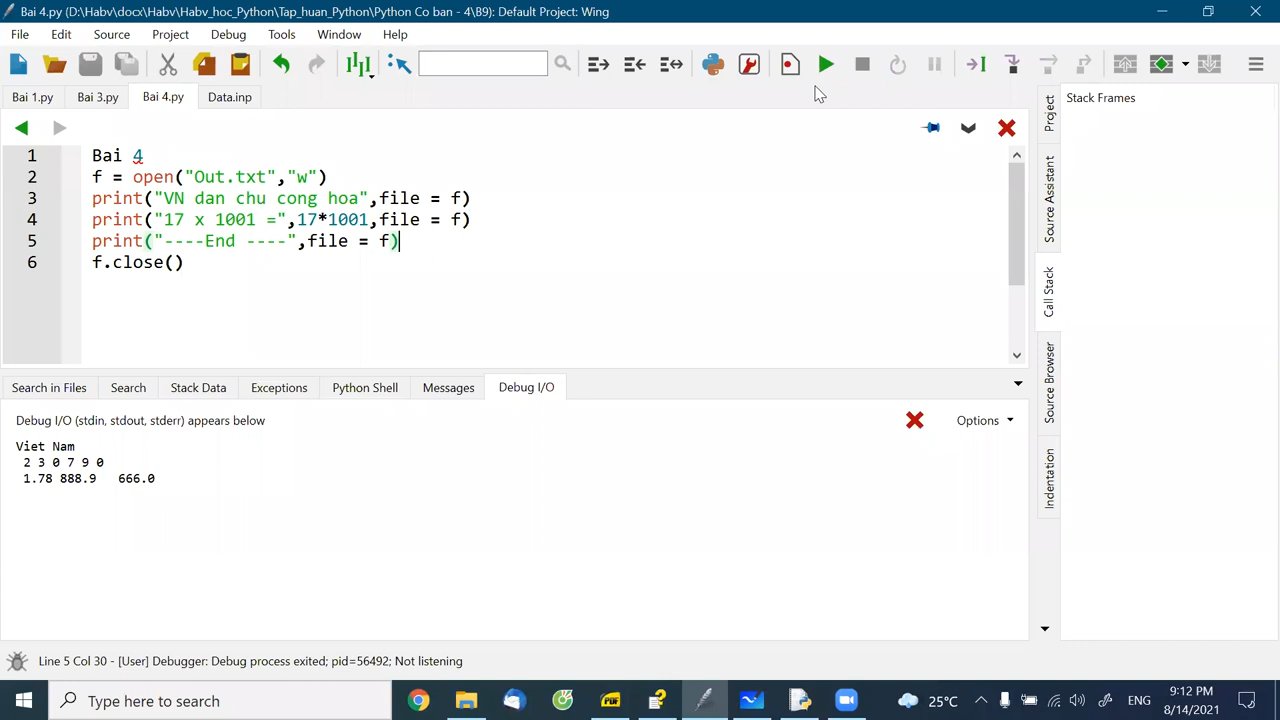 Bai 4.py (D:\Habv\docx\Habv\Habv_hoc_Python\Tap_huan_Python\Python Co ban - 4\B9): Default Project: Wing
File Edit Source Project Debug Tools Window Help
Bai 1.py Bai 3.py Bai 4.py Data.inp
Project
Stack Frames
1 Bai 4
2 f = open("Out.txt","w")
3 print("VN dan chu cong hoa",file = f)
4 print("17 x 1001 =",17*1001,file = f)
5 print("----End ----",file = f)
6 f.close()
Source Assistant
Call Stack
Source Browser
Indentation
Search in Files Search Stack Data Exceptions Python Shell Messages Debug I/O
Debug I/O (stdin, stdout, stderr) appears below
Options
Viet Nam
2 3 0 7 9 0
1.78 888.9 666.0
Line 5 Col 30 - [User] Debugger: Debug process exited; pid=56492; Not listening
Type here to search
PDF
25°C
ENG
9:12 PM
8/14/2021